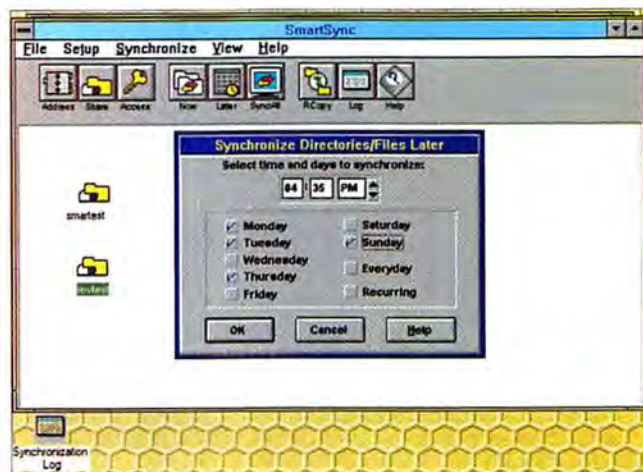 SmartSync
File Setup Synchronize View Help
Address Share Access Now Later SyncAll RCopy Log Help
Synchronize Directories/Files Later
Select time and days to synchronize:
04 : 35 PM
Monday Saturday
Tuesday Sunday
Wednesday
Thursday Everyday
Friday Recurring
OK Cancel Help
smartest
Synchronization
Log